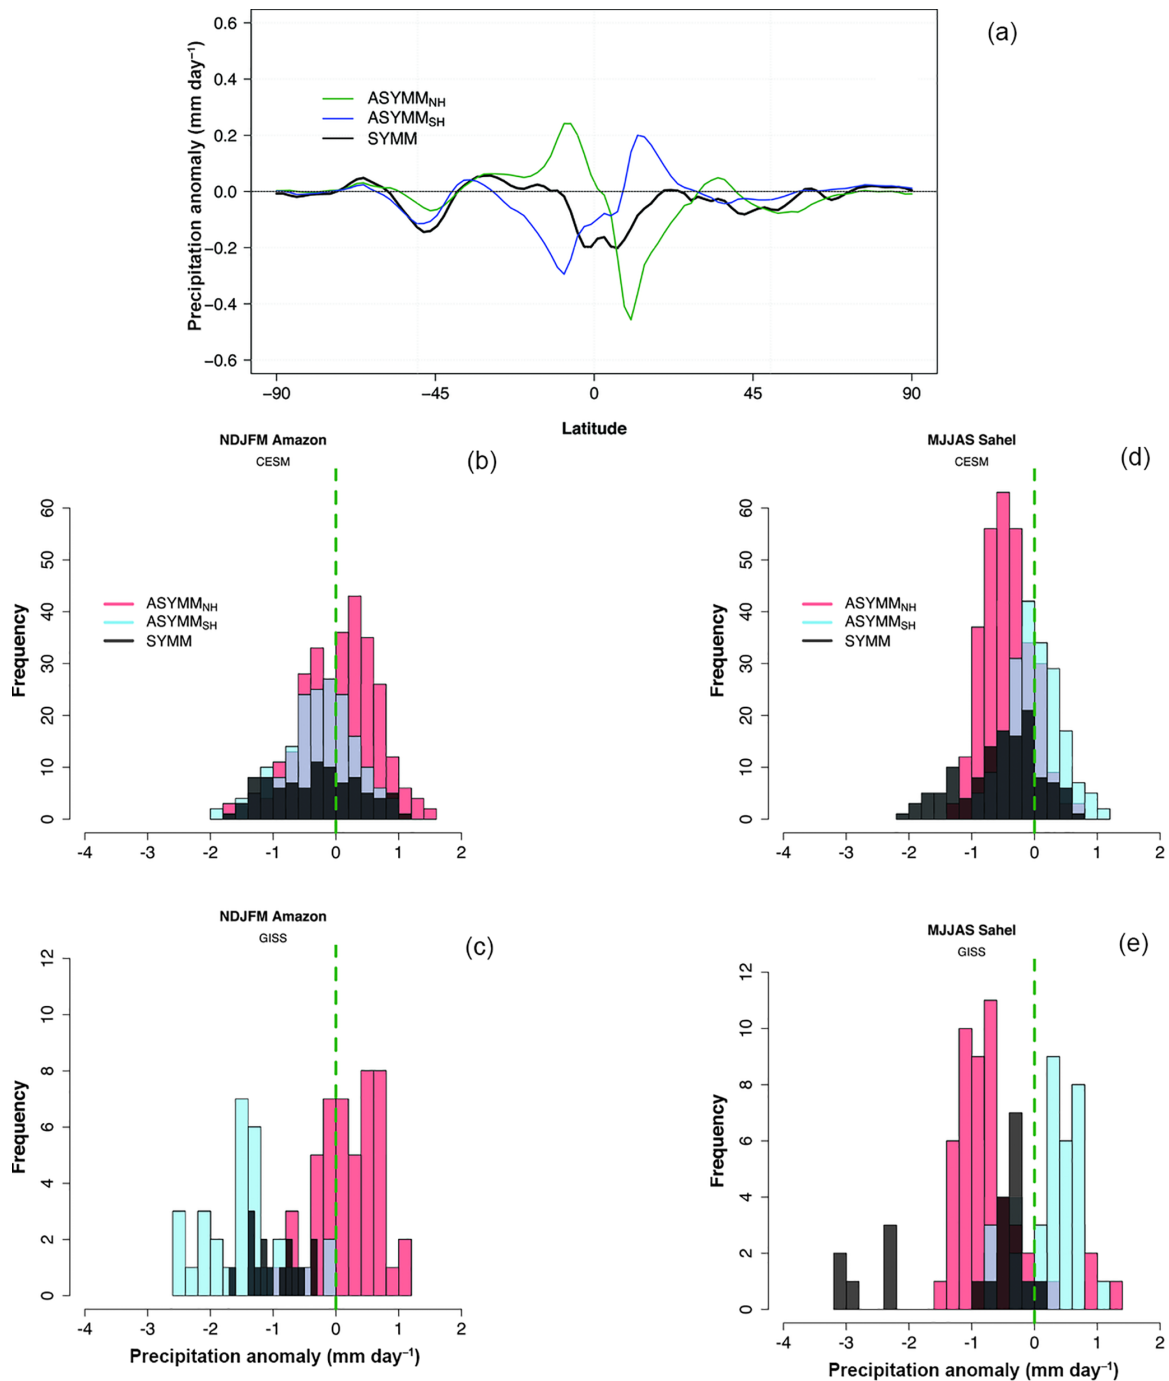 (a)
Precipitation anomaly (mm day⁻¹)
0.6
0.4
0.2
0.0
−0.2
−0.4
−0.6
ASYMM_NH
ASYMM_SH
SYMM
−90
−45
0
45
90
Latitude
NDJFM Amazon
CESM
(b)
Frequency
60
50
40
30
20
10
0
ASYMM_NH
ASYMM_SH
SYMM
-4 -3 -2 -1 0 1 2
MJJAS Sahel
CESM
(d)
Frequency
60
50
40
30
20
10
0
ASYMM_NH
ASYMM_SH
SYMM
-4 -3 -2 -1 0 1 2
NDJFM Amazon
GISS
(c)
Frequency
12
10
8
6
4
2
0
-4 -3 -2 -1 0 1 2
Precipitation anomaly (mm day⁻¹)
MJJAS Sahel
GISS
(e)
Frequency
12
10
8
6
4
2
0
-4 -3 -2 -1 0 1 2
Precipitation anomaly (mm day⁻¹)